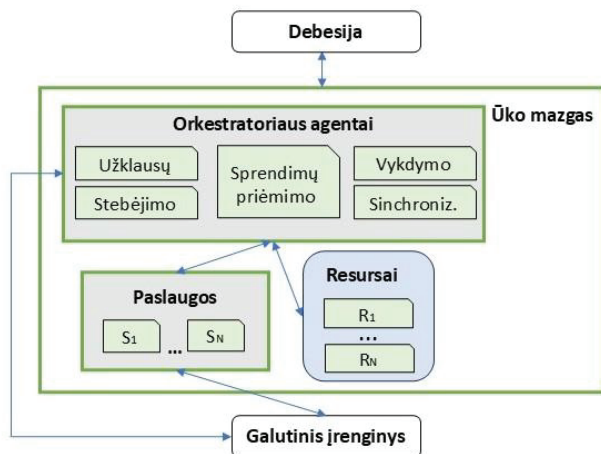 Debesija
Ūko mazgas
Orkestratoriaus agentai
Užklausų
Stebėjimo
Sprendimų
priėmimo
Vykdymo
Sinchroniz.
Paslaugos
S1
...
SN
Resursai
R1
...
RN
Galutinis įrenginys